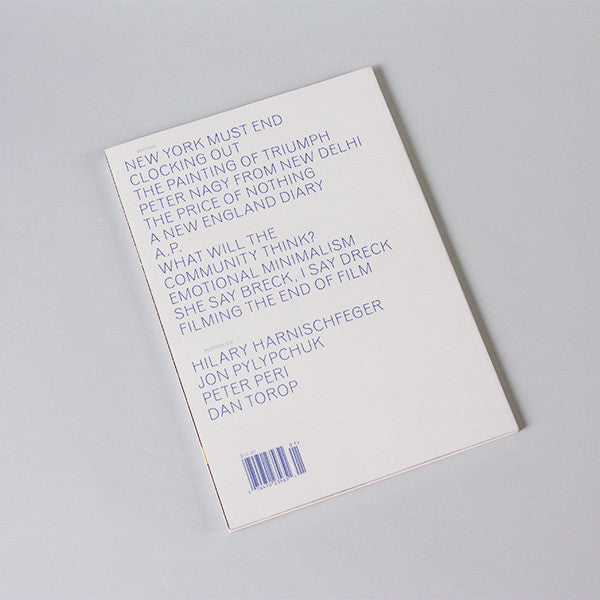 NEW YORK MUST END
CLOCKING OUT
THE PAINTING OF TRIUMPH
PETER NAGY FROM NEW DELHI
THE PRICE OF NOTHING
A NEW ENGLAND DIARY
A.P.
WHAT WILL THE
COMMUNITY THINK?
EMOTIONAL MINIMALISM
SHE SAY BRECK, I SAY DRECK
FILMING THE END OF FILM
PORTFOLIOS
HILARY HARNISCHFEGER
JON PYLYPCHUK
PETER PERI
DAN TOROP